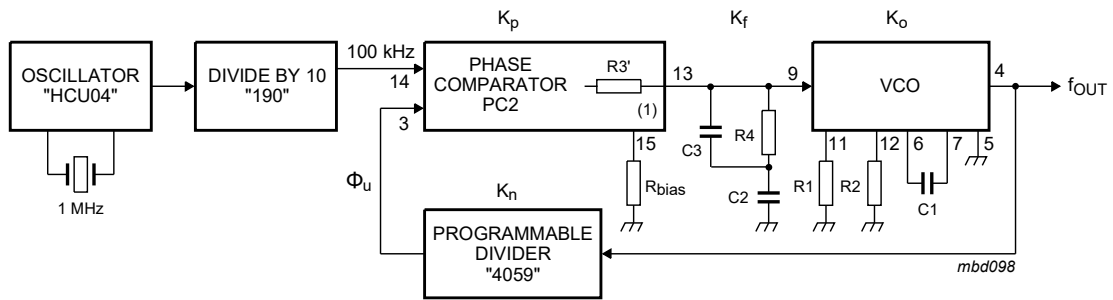 Kp
Kf
Ko
OSCILLATOR
"HCU04"
DIVIDE BY 10
"190"
100 kHz
14
3
PHASE
COMPARATOR
PC2
R3'
(1)
13
15
9
VCO
4
fOUT
11
12
6
7
5
C3
R4
C2
R1
R2
C1
Rbias
1 MHz
Φu
Kn
PROGRAMMABLE
DIVIDER
"4059"
mbd098